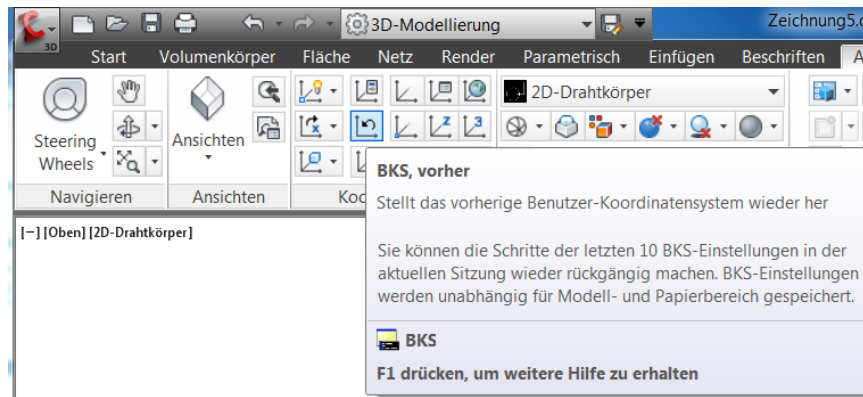 3D-Modellierung
Zeichnung5.d
3D
Start Volumenkörper Fläche Netz Render Parametrisch Einfügen Beschriften A
2D-Drahtkörper
Steering
Wheels
Ansichten
Navigieren
Ansichten
Koo
BKS, vorher
Stellt das vorherige Benutzer-Koordinatensystem wieder her
Sie können die Schritte der letzten 10 BKS-Einstellungen in der
aktuellen Sitzung wieder rückgängig machen. BKS-Einstellungen
werden unabhängig für Modell- und Papierbereich gespeichert.
BKS
F1 drücken, um weitere Hilfe zu erhalten
[−] [Oben] [2D-Drahtkörper]